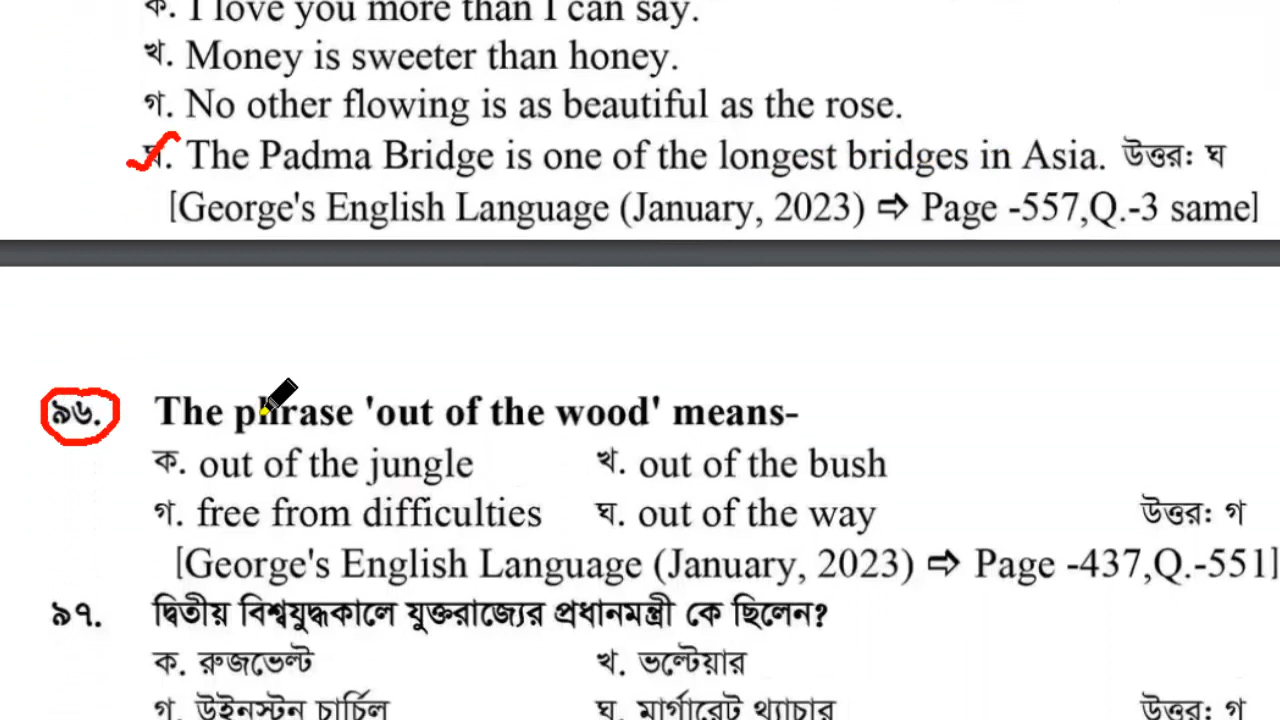 ক. I love you more than I can say.
খ. Money is sweeter than honey.
গ. No other flowing is as beautiful as the rose.
ঘ. The Padma Bridge is one of the longest bridges in Asia. উত্তর: ঘ
[George's English Language (January, 2023) ⇨ Page -557,Q.-3 same]
৯৬. The phrase 'out of the wood' means-
ক. out of the jungle খ. out of the bush
গ. free from difficulties ঘ. out of the way উত্তর: গ
[George's English Language (January, 2023) ⇨ Page -437,Q.-551]
৯৭. দ্বিতীয় বিশ্বযুদ্ধকালে যুক্তরাজ্যের প্রধানমন্ত্রী কে ছিলেন?
ক. রুজভেল্ট খ. ভল্টেয়ার
গ. উইনস্টন চার্চিল ঘ. মার্গারেট থ্যাচার উত্তর: গ